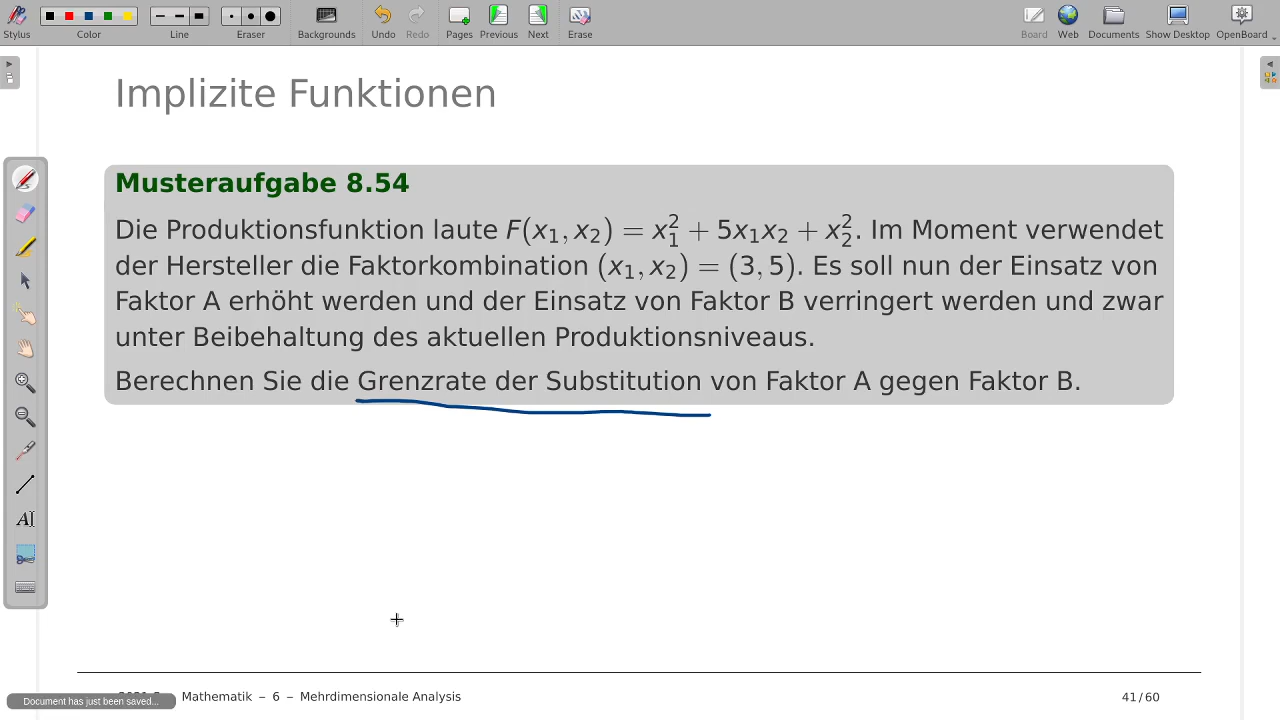 Stylus Color Line Eraser Backgrounds Undo Redo Pages Previous Next Erase Board Web Documents Show Desktop OpenBoard
Implizite Funktionen
Musteraufgabe 8.54
Die Produktionsfunktion laute F(x₁, x₂) = x₁² + 5x₁x₂ + x₂². Im Moment verwendet
der Hersteller die Faktorkombination (x₁, x₂) = (3, 5). Es soll nun der Einsatz von
Faktor A erhöht werden und der Einsatz von Faktor B verringert werden und zwar
unter Beibehaltung des aktuellen Produktionsniveaus.
Berechnen Sie die Grenzrate der Substitution von Faktor A gegen Faktor B.
Mathematik – 6 – Mehrdimensionale Analysis 41/60
Document has just been saved...